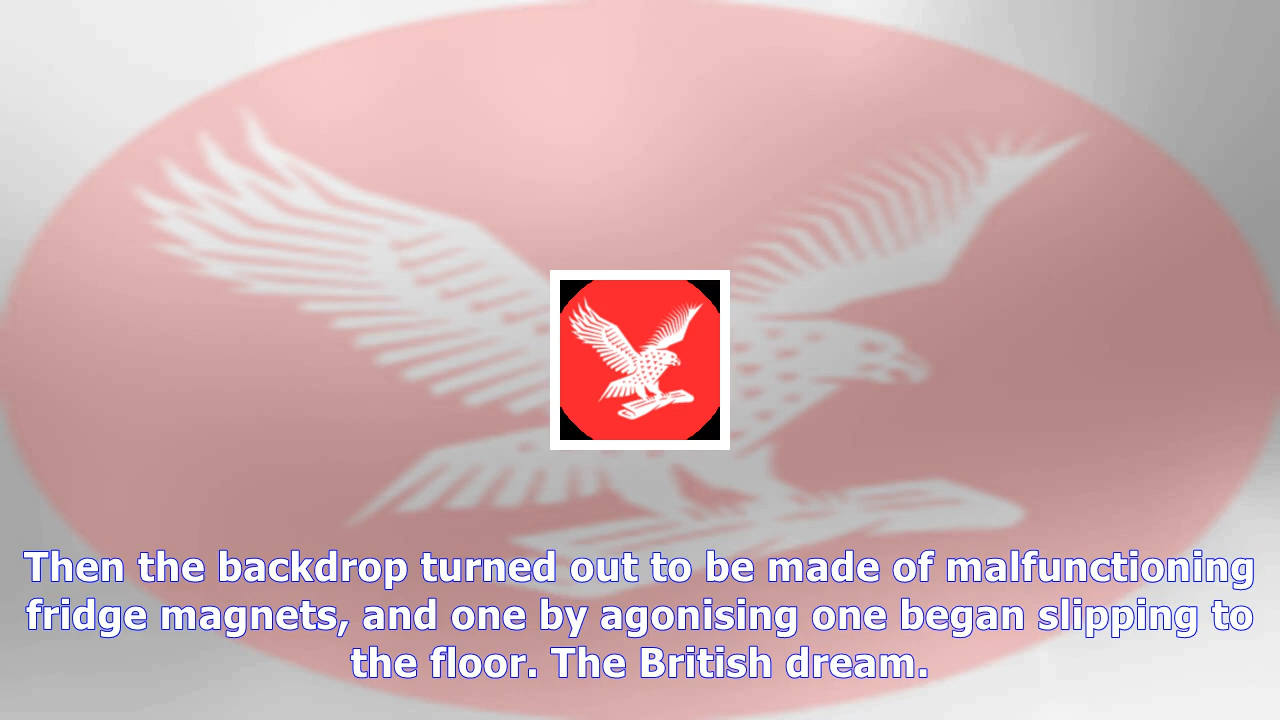 Then the backdrop turned out to be made of malfunctioning
fridge magnets, and one by agonising one began slipping to
the floor. The British dream.